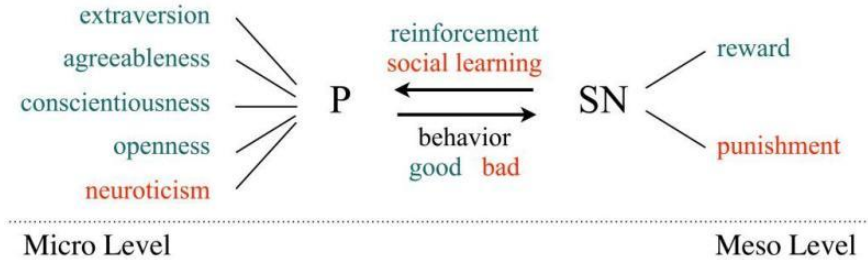 extraversion
agreeableness
conscientiousness
openness
neuroticism
P
reinforcement
social learning
behavior
good bad
SN
reward
punishment
Micro Level
Meso Level